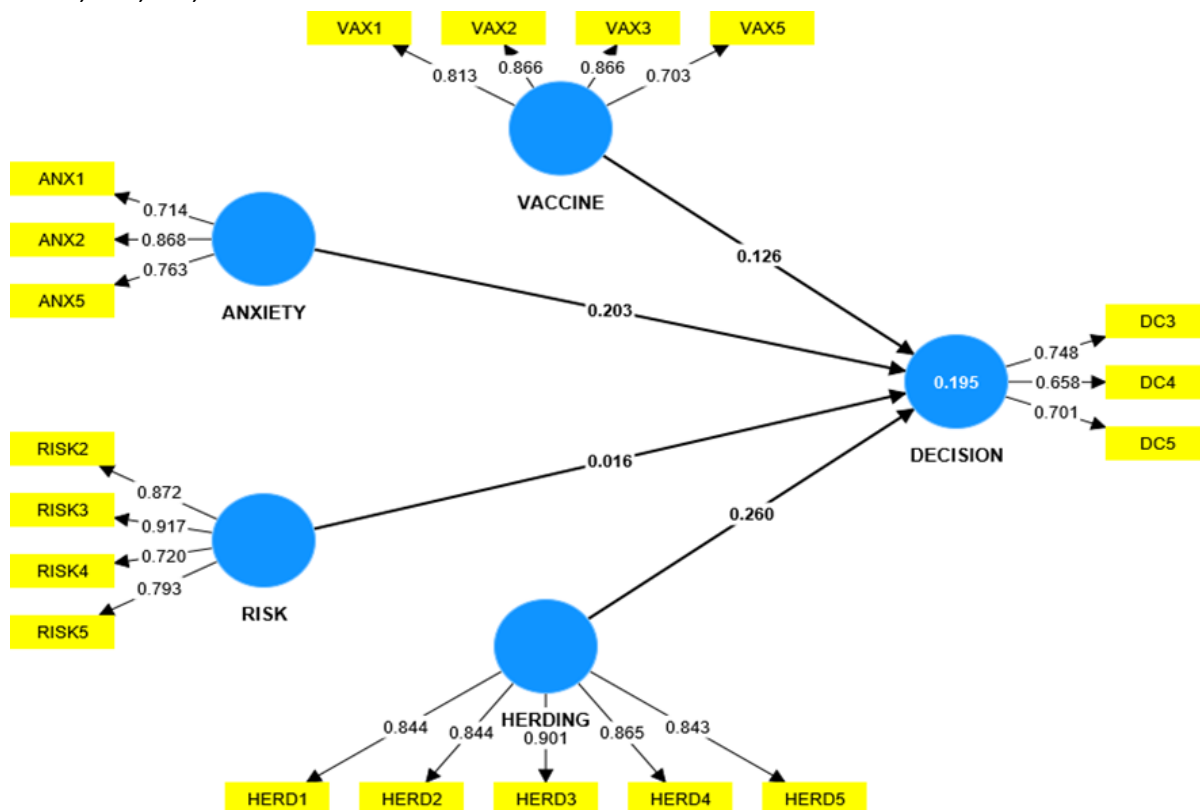 VAX1 VAX2 VAX3 VAX5
0.813 0.866 0.866 0.703
VACCINE
ANX1
ANX2
ANX5
0.714
0.868
0.763
ANXIETY
0.126
0.203
DC3
DC4
DC5
0.748
0.658
0.701
0.195
DECISION
RISK2
RISK3
RISK4
RISK5
0.872
0.917
0.720
0.793
RISK
0.016
0.260
HERDING
0.844 0.844 0.901 0.865 0.843
HERD1 HERD2 HERD3 HERD4 HERD5